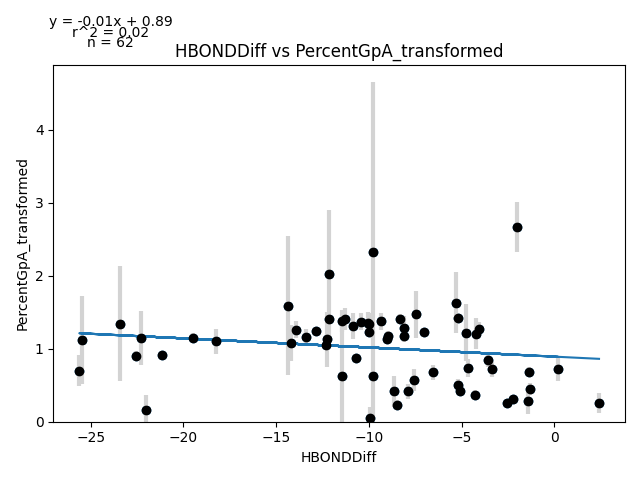 y = -0.01x + 0.89
r^2 = 0.02
n = 62
HBONDDiff vs PercentGpA_transformed
PercentGpA_transformed
4
3
2
1
0
−25
−20
−15
−10
−5
0
HBONDDiff